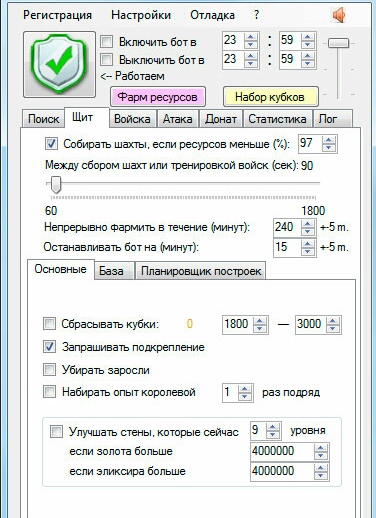 Регистрация Настройки Отладка ?
Включить бот в 23 : 59
Выключить бот в 23 : 59
<-- Работаем
Фарм ресурсов Набор кубков
Поиск Щит Войска Атака Донат Статистика Лог
Собирать шахты, если ресурсов меньше (%): 97
Между сбором шахт или тренировкой войск (сек): 90
60 1800
Непрерывно фармить в течение (минут): 240 +-5 m.
Останавливать бот на (минут): 15 +-5 m.
Основные База Планировщик построек
Сбрасывать кубки: 0 1800 — 3000
Запрашивать подкрепление
Убирать заросли
Набирать опыт королевой 1 раз подряд
Улучшать стены, которые сейчас 9 уровня
если золота больше 4000000
если эликсира больше 4000000